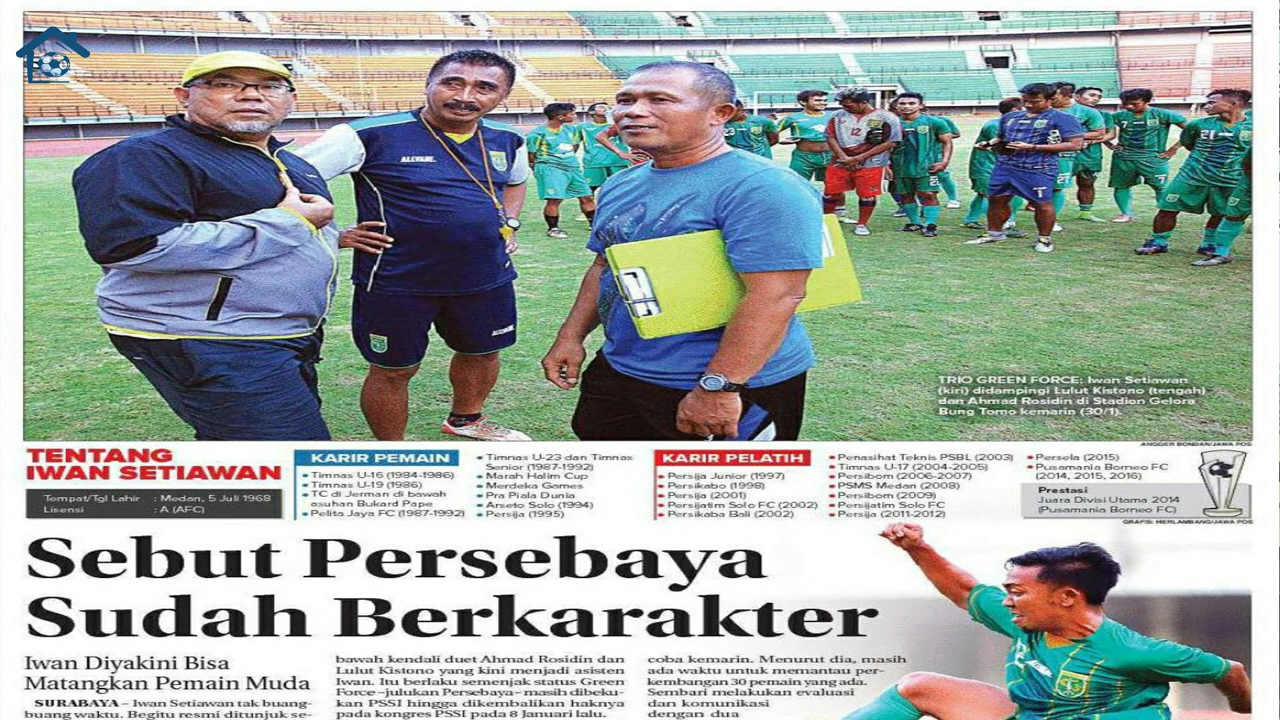 ALLVARE.
ALLVARE.
12
7
21
TRIO GREEN FORCE: Iwan Setiawan
(kiri) didampingi Lulut Kistono (tengah)
dan Ahmad Rosidin di Stadion Gelora
Bung Tomo kemarin (30/1).
ANGGER BONDAN/JAWA POS
TENTANG
IWAN SETIAWAN
Tempat/Tgl Lahir : Medan, 5 Juli 1968
Lisensi : A (AFC)
KARIR PEMAIN
• Timnas U-16 (1984-1986)
• Timnas U-19 (1986)
• TC di Jerman di bawah
asuhan Bukard Pape
• Pelita Jaya FC (1987-1992)
• Timnas U-23 dan Timnas
Senior (1987-1992)
• Marah Halim Cup
• Merdeka Games
• Pra Piala Dunia
• Arseto Solo (1994)
• Persija (1995)
KARIR PELATIH
• Persija Junior (1997)
• Persikabo (1998)
• Persija (2001)
• Persijatim Solo FC (2002)
• Persikaba Bali (2002)
• Penasihat Teknis PSBL (2003)
• Timnas U-17 (2004-2005)
• Persibom (2006-2007)
• PSMS Medam (2008)
• Persibom (2009)
• Persijatim Solo FC
• Persija (2011-2012)
• Persela (2015)
• Pusamania Borneo FC
(2014, 2015, 2016)
Prestasi
Juara Divisi Utama 2014
(Pusamania Borneo FC)
GRAFIS: HERLAMBANG/JAWA POS
Sebut Persebaya
Sudah Berkarakter
Iwan Diyakini Bisa
Matangkan Pemain Muda
SURABAYA – Iwan Setiawan tak buang-
buang waktu. Begitu resmi ditunjuk se-
bawah kendali duet Ahmad Rosidin dan
Lulut Kistono yang kini menjadi asisten
Iwan. Itu berlaku semenjak status Green
Force –julukan Persebaya– masih dibeku-
kan PSSI hingga dikembalikan haknya
pada kongres PSSI pada 8 Januari lalu.
coba kemarin. Menurut dia, masih
ada waktu untuk memantau per-
kembangan 30 pemain yang ada.
Sembari melakukan evaluasi
dan komunikasi
dengan dua